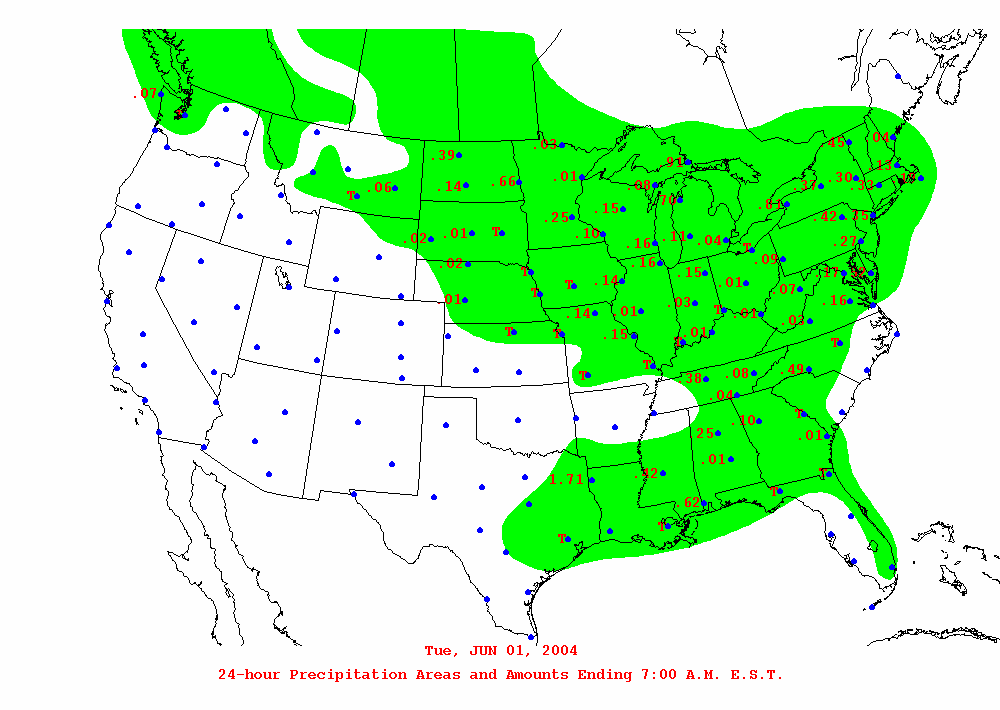 .07
.03
.45
.04
.39
.91
.13
.06
.14
.66
.01
.08
.37
.30
.33
T
.70
.81
.25
.15
.42
.35
.02
.01
T
.10
.16
.11
.04
T
.27
.02
.16
.09
T
T
.14
.15
.01
.07
.17
T
.01
.14
.01
.03
T
.01
.16
.03
T
T
.15
T
.01
T
T
T
.38
.08
.49
.04
.25
.10
T
.01
1.71
.01
T
T
.62
T
T
Tue, JUN 01, 2004
24-hour Precipitation Areas and Amounts Ending 7:00 A.M. E.S.T.